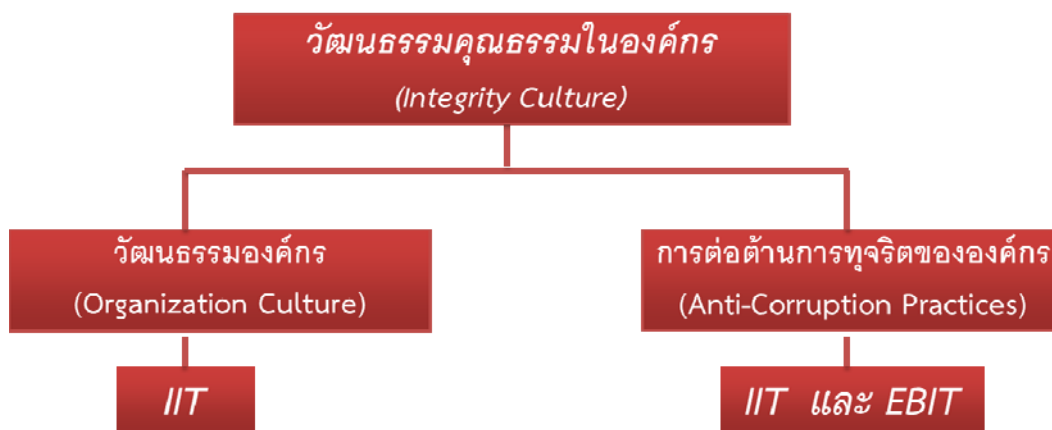 วัฒนธรรมคุณธรรมในองค์กร
(Integrity Culture)
วัฒนธรรมองค์กร
(Organization Culture)
การต่อต้านการทุจริตขององค์กร
(Anti-Corruption Practices)
IIT
IIT และ EBIT